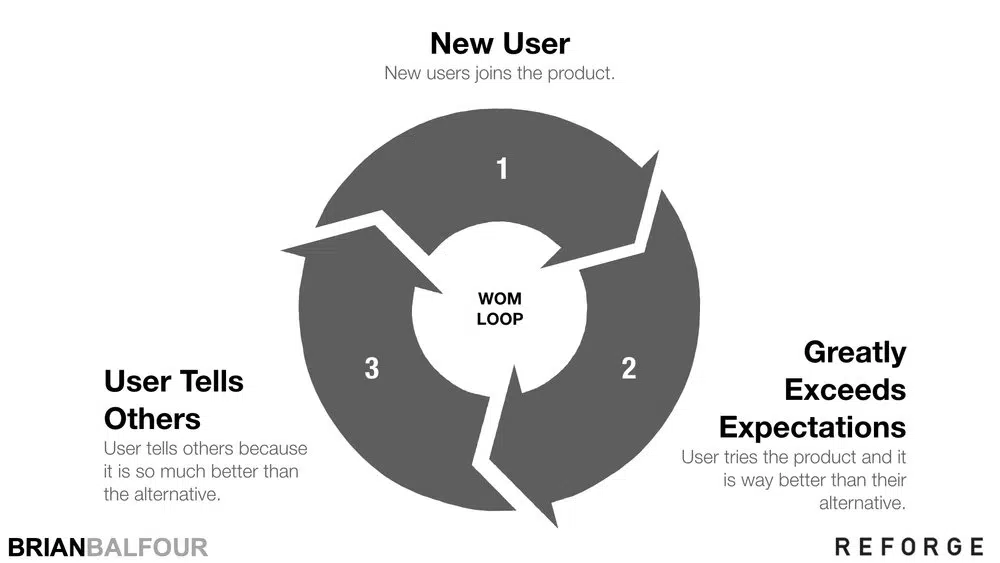 New User
New users joins the product.
1
WOM
LOOP
3
2
Greatly
Exceeds
Expectations
User tries the product and it
is way better than their
alternative.
User Tells
Others
User tells others because
it is so much better than
the alternative.
BRIANBALFOUR
REFORGE